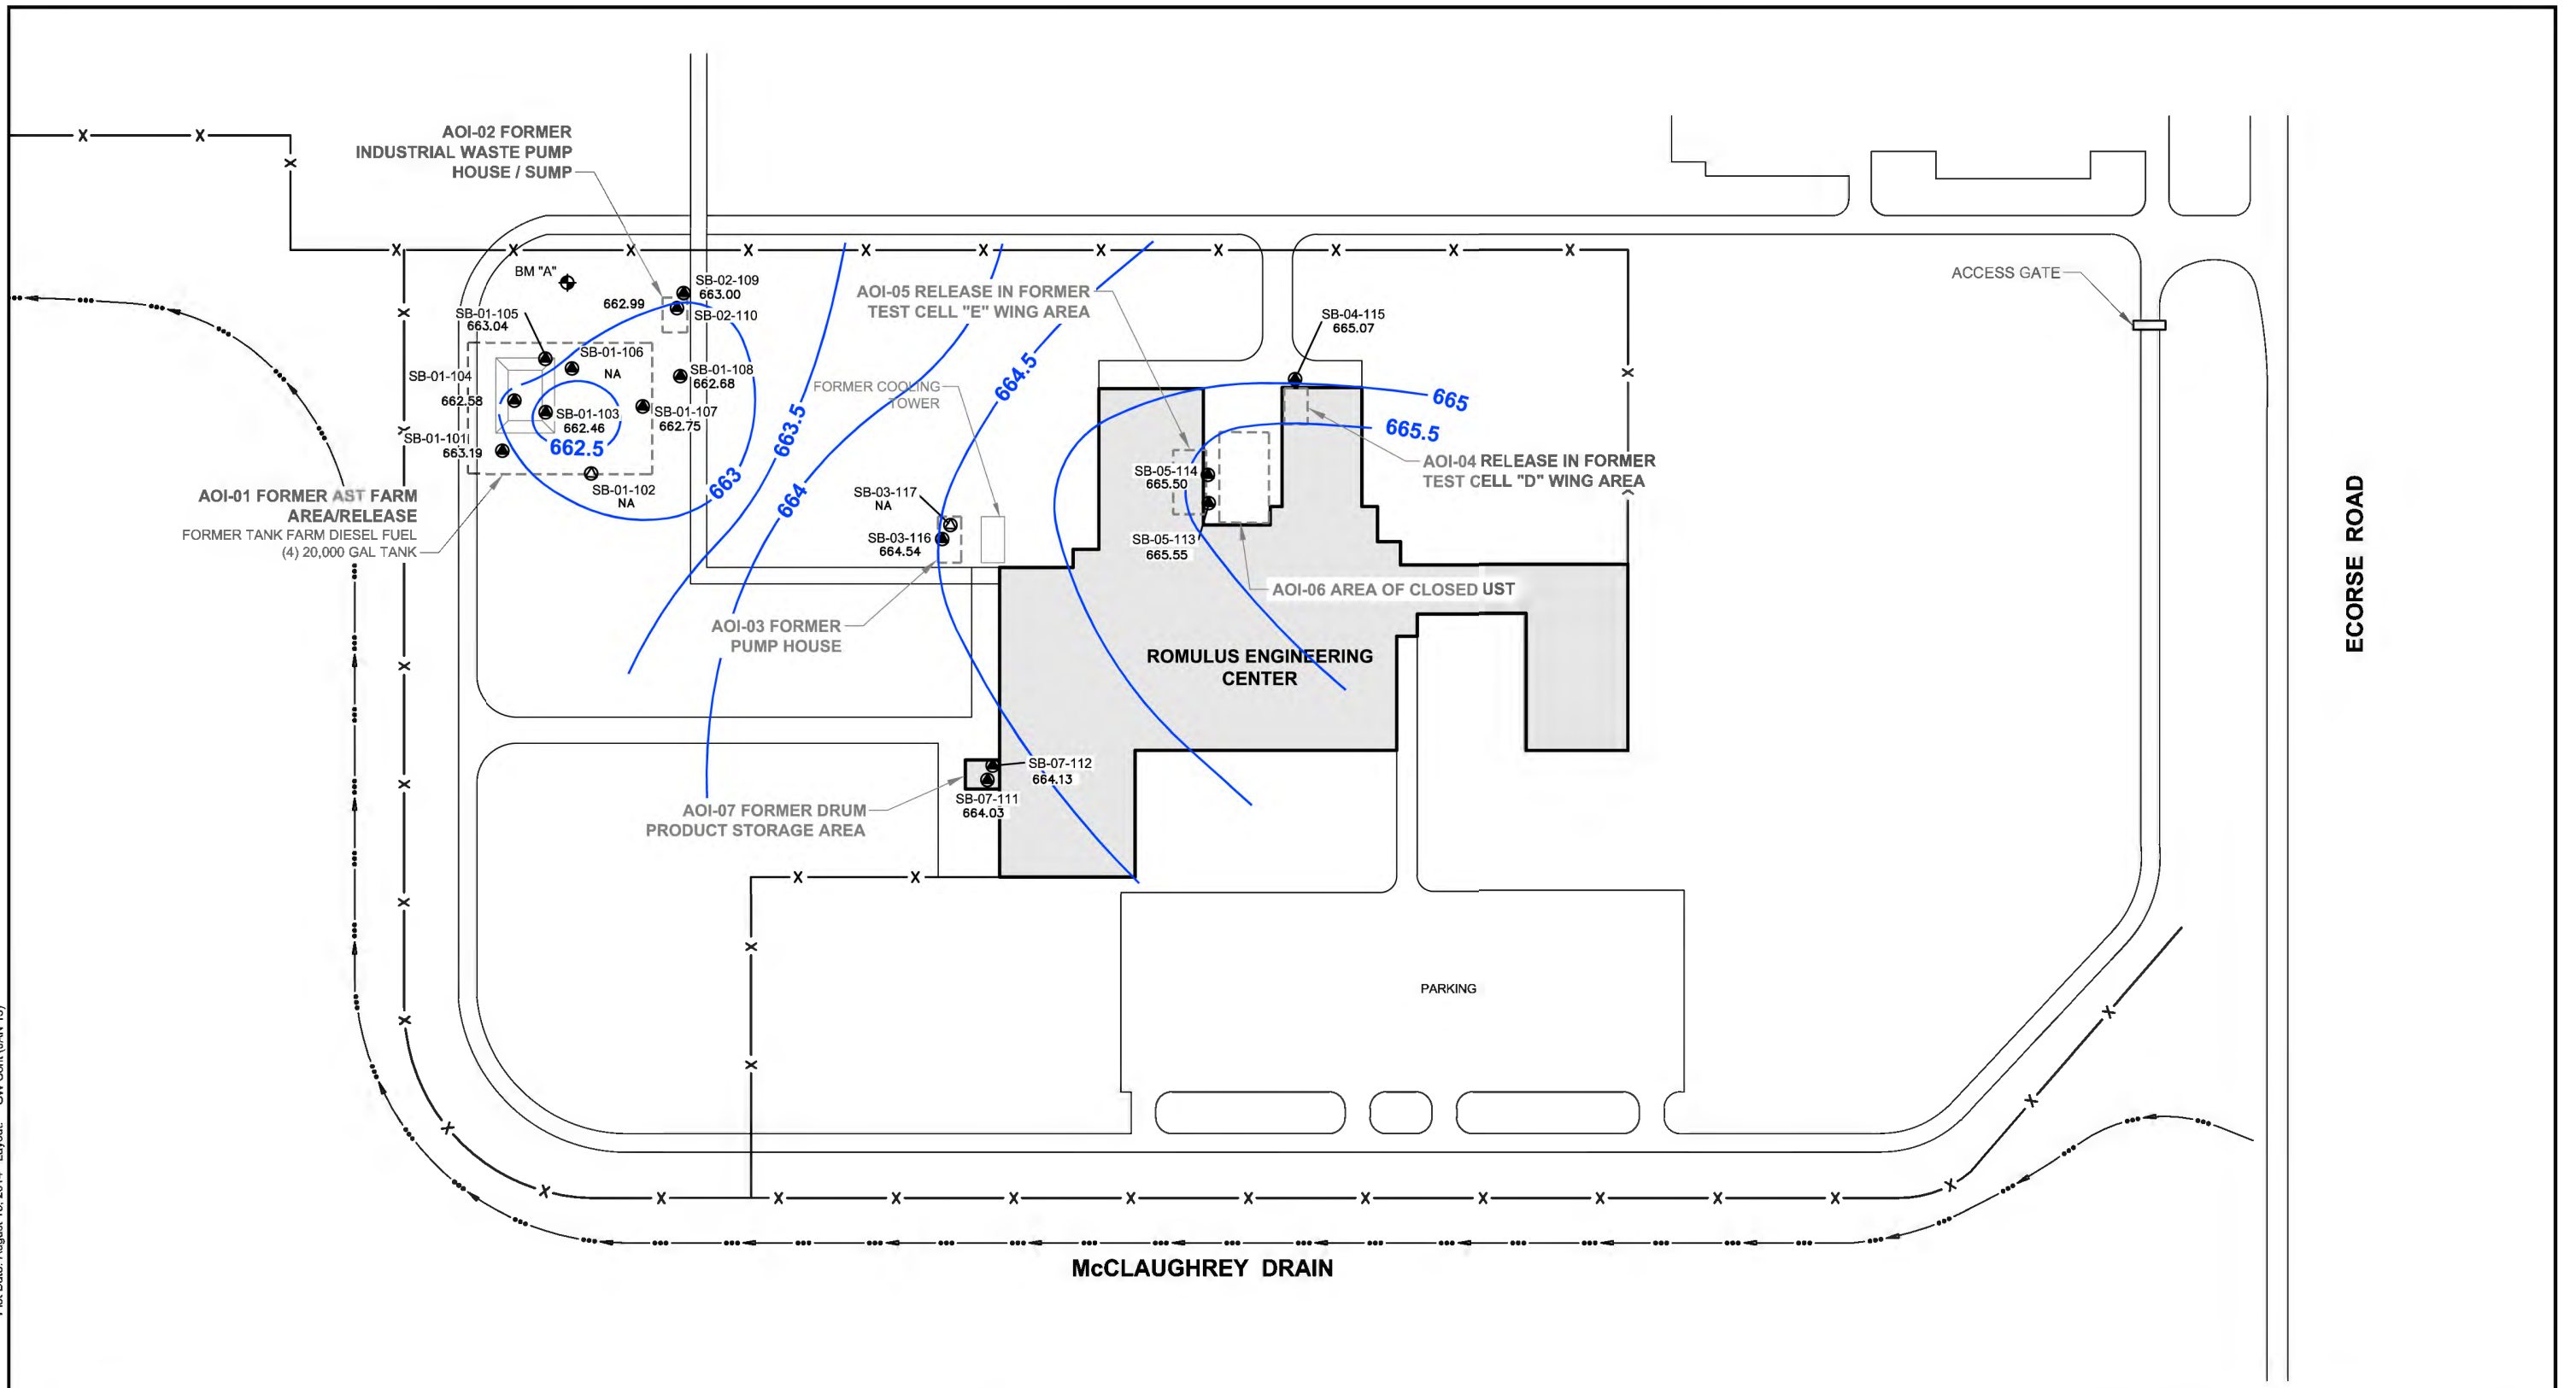 AOI-02 FORMER
INDUSTRIAL WASTE PUMP
HOUSE / SUMP
BM "A"
SB-02-109
663.00
662.99
SB-02-110
SB-01-105
663.04
SB-01-106
NA
SB-01-104
662.58
SB-01-108
662.68
SB-01-103
662.46
SB-01-107
662.75
SB-01-101
663.19
662.5
SB-01-102
NA
663
663.5
664
664.5
AOI-01 FORMER AST FARM
AREA/RELEASE
FORMER TANK FARM DIESEL FUEL
(4) 20,000 GAL TANK
AOI-05 RELEASE IN FORMER
TEST CELL "E" WING AREA
FORMER COOLING
TOWER
SB-04-115
665.07
ACCESS GATE
665
665.5
AOI-04 RELEASE IN FORMER
TEST CELL "D" WING AREA
SB-05-114
665.50
SB-05-113
665.55
SB-03-117
NA
SB-03-116
664.54
AOI-06 AREA OF CLOSED UST
AOI-03 FORMER
PUMP HOUSE
ROMULUS ENGINEERING
CENTER
ECORSE ROAD
SB-07-112
664.13
SB-07-111
664.03
AOI-07 FORMER DRUM
PRODUCT STORAGE AREA
PARKING
McCLAUGHREY DRAIN